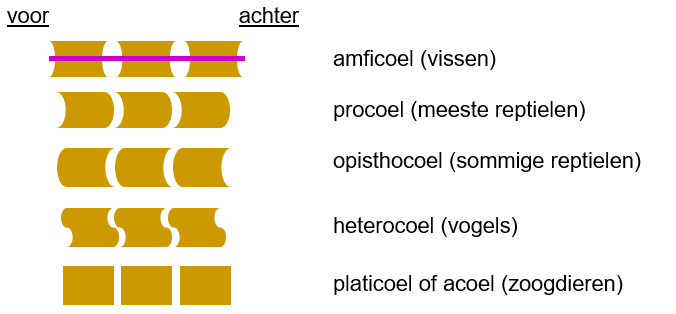 voor achter
amficoel (vissen)
procoel (meeste reptielen)
opisthocoel (sommige reptielen)
heterocoel (vogels)
platicoel of acoel (zoogdieren)